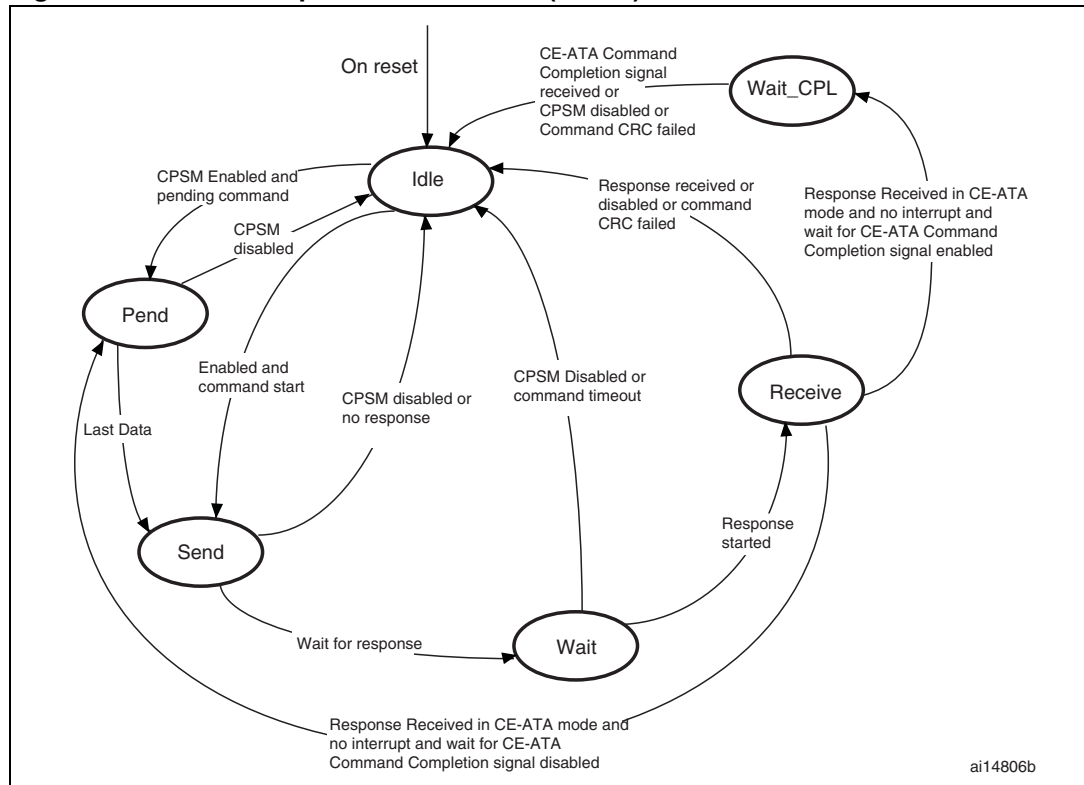 On reset
CE-ATA Command
Completion signal
received or
CPSM disabled or
Command CRC failed
Wait_CPL
Idle
CPSM Enabled and
pending command
CPSM
disabled
Response received or
disabled or command
CRC failed
Response Received in CE-ATA
mode and no interrupt and
wait for CE-ATA Command
Completion signal enabled
Pend
Enabled and
command start
CPSM disabled or
no response
CPSM Disabled or
command timeout
Receive
Last Data
Send
Response
started
Wait for response
Wait
Response Received in CE-ATA mode and
no interrupt and wait for CE-ATA
Command Completion signal disabled
ai14806b